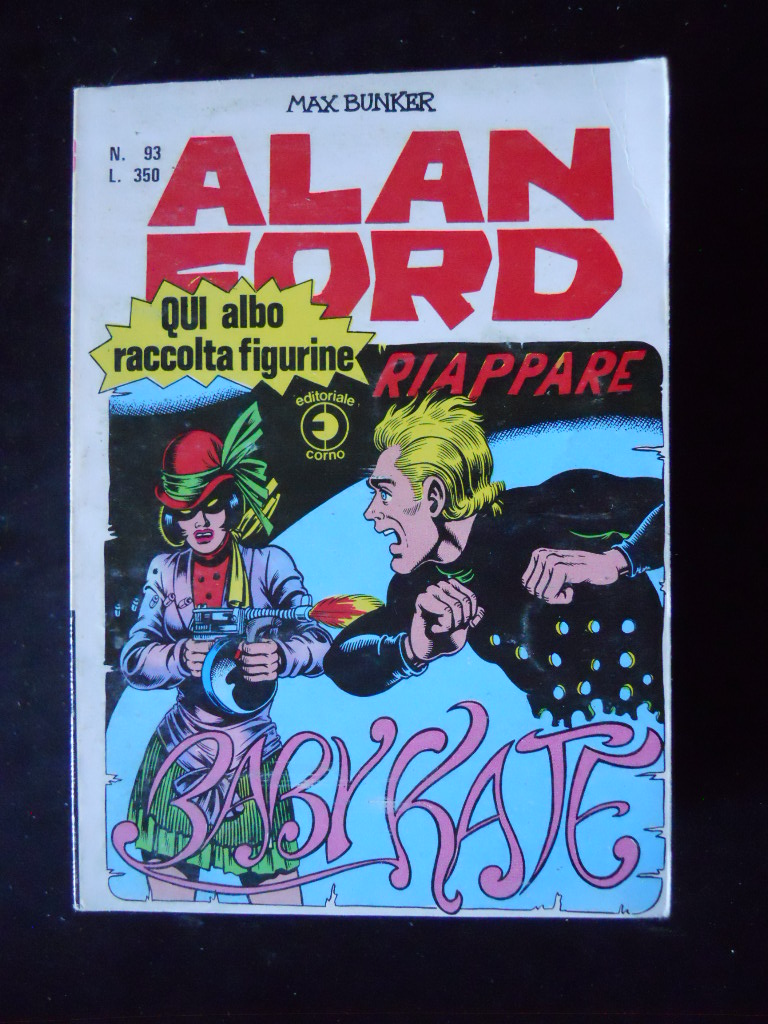 MAX BUNKER
N. 93
L. 350
ALAN
FORD
QUI albo
raccolta figurine
RIAPPARE
editoriale
corno
BABY KATE